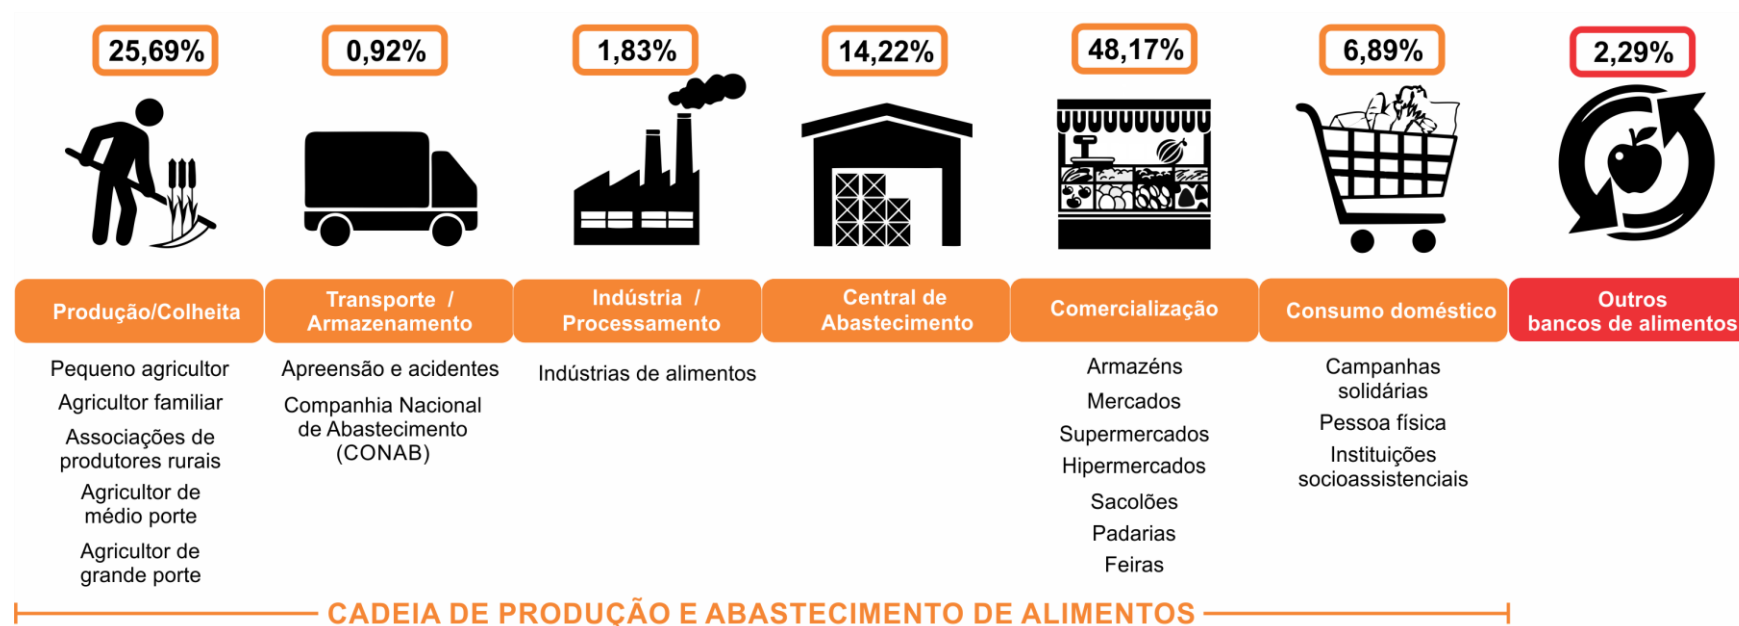 25,69%
0,92%
1,83%
14,22%
48,17%
6,89%
2,29%
Produção/Colheita
Transporte /
Armazenamento
Indústria /
Processamento
Central de
Abastecimento
Comercialização
Consumo doméstico
Outros
bancos de alimentos
Pequeno agricultor
Agricultor familiar
Associações de
produtores rurais
Agricultor de
médio porte
Agricultor de
grande porte
Apreensão e acidentes
Companhia Nacional
de Abastecimento
(CONAB)
Indústrias de alimentos
Armazéns
Mercados
Supermercados
Hipermercados
Sacolões
Padarias
Feiras
Campanhas
solidárias
Pessoa física
Instituições
socioassistenciais
CADEIA DE PRODUÇÃO E ABASTECIMENTO DE ALIMENTOS